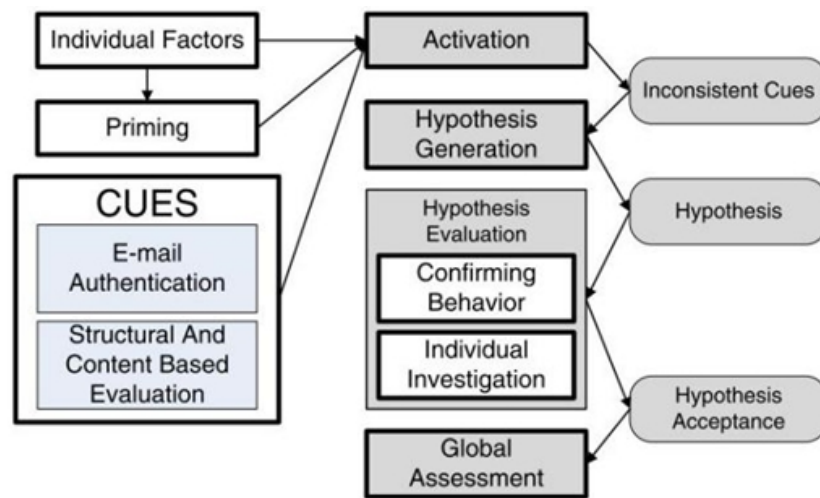 Individual Factors
Priming
CUES
E-mail
Authentication
Structural And
Content Based
Evaluation
Activation
Hypothesis
Generation
Hypothesis
Evaluation
Confirming
Behavior
Individual
Investigation
Global
Assessment
Inconsistent Cues
Hypothesis
Hypothesis
Acceptance